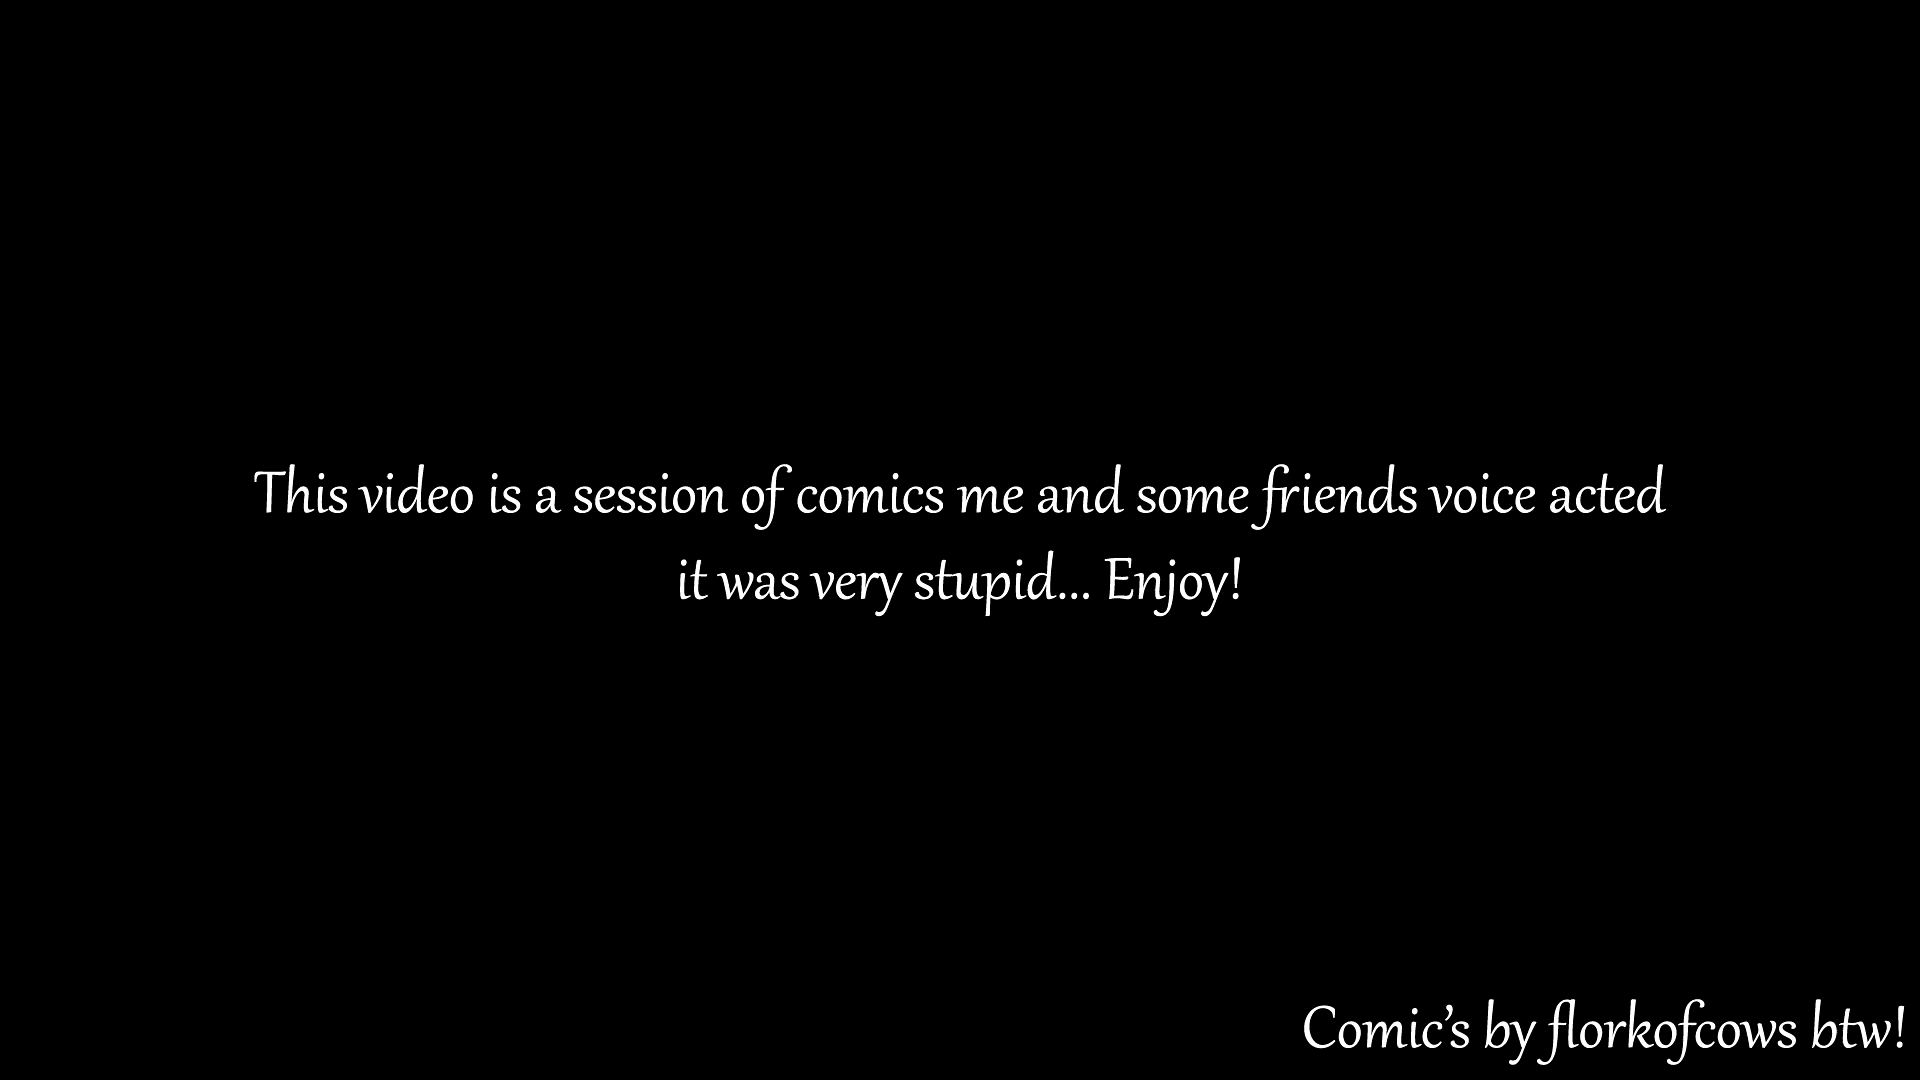 This video is a session of comics me and some friends voice acted
it was very stupid... Enjoy!
Comic's by florkofcows btw!